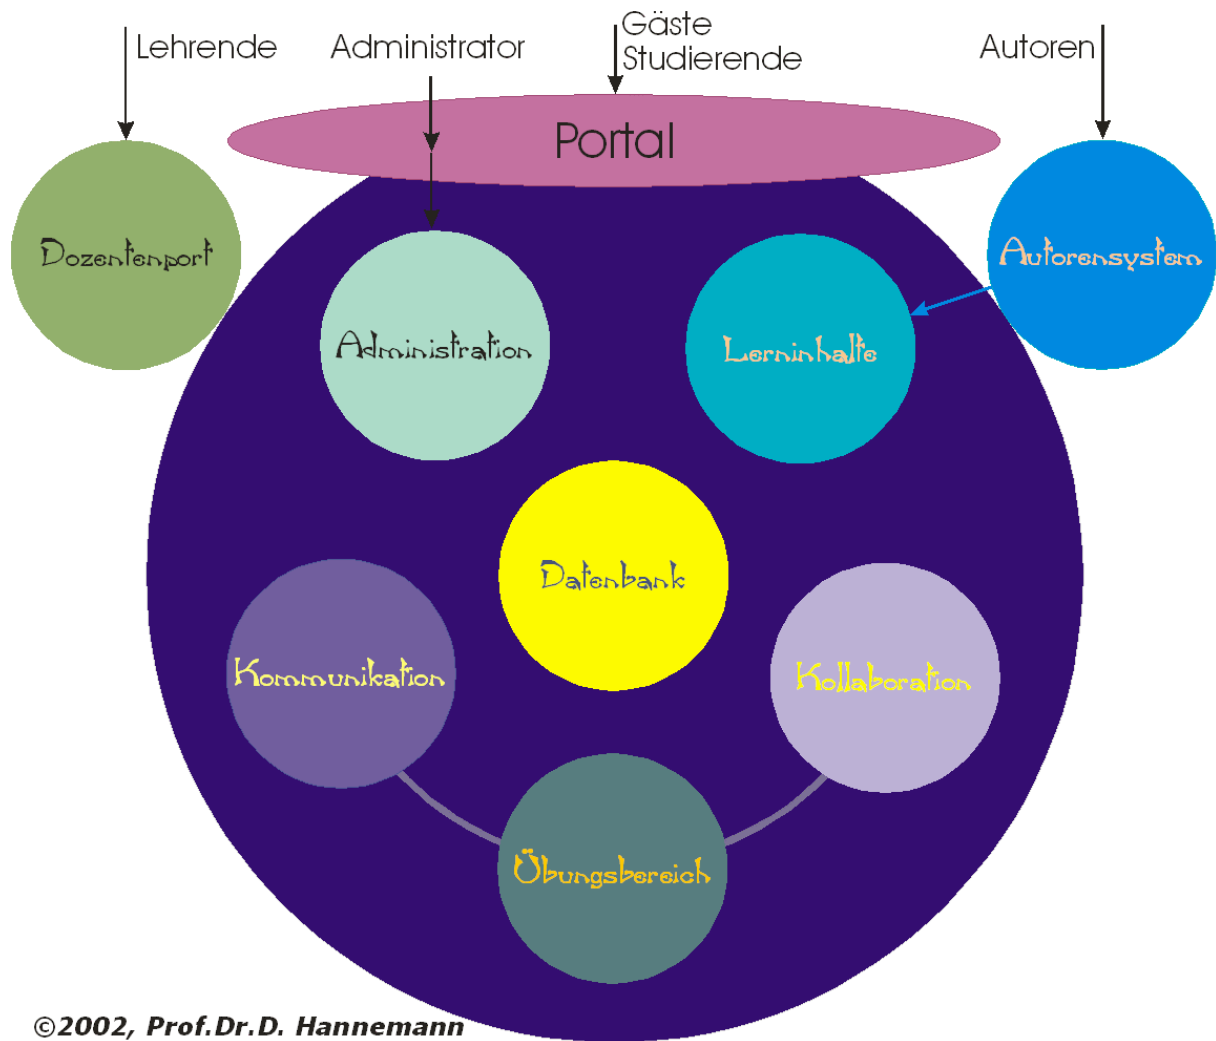 Lehrende
Administrator
Gäste
Studierende
Autoren
Portal
Dozentenport
Autorensystem
Administration
Lerninhalte
Datenbank
Kommunikation
Kollaboration
Übungsbereich
©2002, Prof.Dr.D. Hannemann